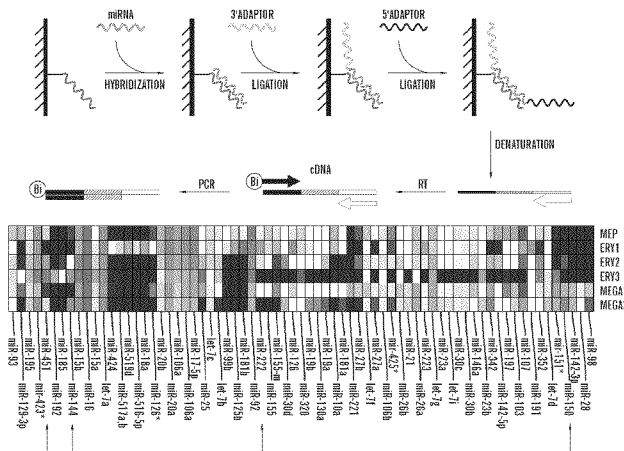 miRNA
3'ADAPTOR
5'ADAPTOR
HYBRIDIZATION
LIGATION
LIGATION
DENATURATION
cDNA
Bi
PCR
Bi
RT
MEP
ERY1
ERY2
ERY3
MEGA
MEGA
miR-93
miR-129-3p
miR-195
mir-423*
miR-451
miR-192
miR-185
miR-144
miR-15b
miR-16
miR-15a
let-7a
miR-424
miR-517a,b
miR-519d
miR-516-5p
miR-18a
miR-126*
miR-20b
miR-20a
miR-106a
miR-106a
miR-17-5p
miR-25
let-7c
let-7b
miR-99b
miR-125b
miR-181b
miR-92
miR-222
miR-155
miR-30d
miR-126
miR-320
miR-19b
miR-130a
miR-19a
miR-10a
miR-181a
miR-221
miR-27b
let-7f
miR-27a
miR-106b
mir-425*
miR-26b
miR-21
miR-26a
miR-223
let-7g
miR-23a
let-7i
miR-30c
miR-30b
miR-146a
miR-23b
miR-342
miR-142-5p
miR-197
miR-103
miR-107
miR-191
miR-352
let-7d
miR-151*
miR-150
miR-142-3p
miR-28
miR-98